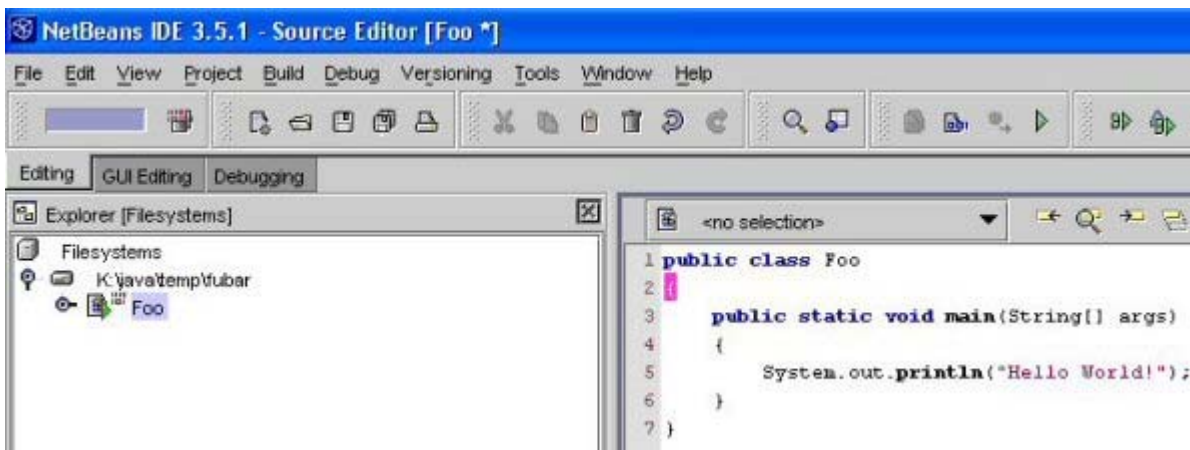 NetBeans IDE 3.5.1 - Source Editor [Foo *]
File Edit View Project Build Debug Versioning Tools Window Help
Editing GUI Editing Debugging
Explorer [Filesystems]
Filesystems
K:\java\temp\fubar
Foo
<no selection>
1 public class Foo
2 {
3 public static void main(String[] args)
4 {
5 System.out.println("Hello World!");
6 }
7 }